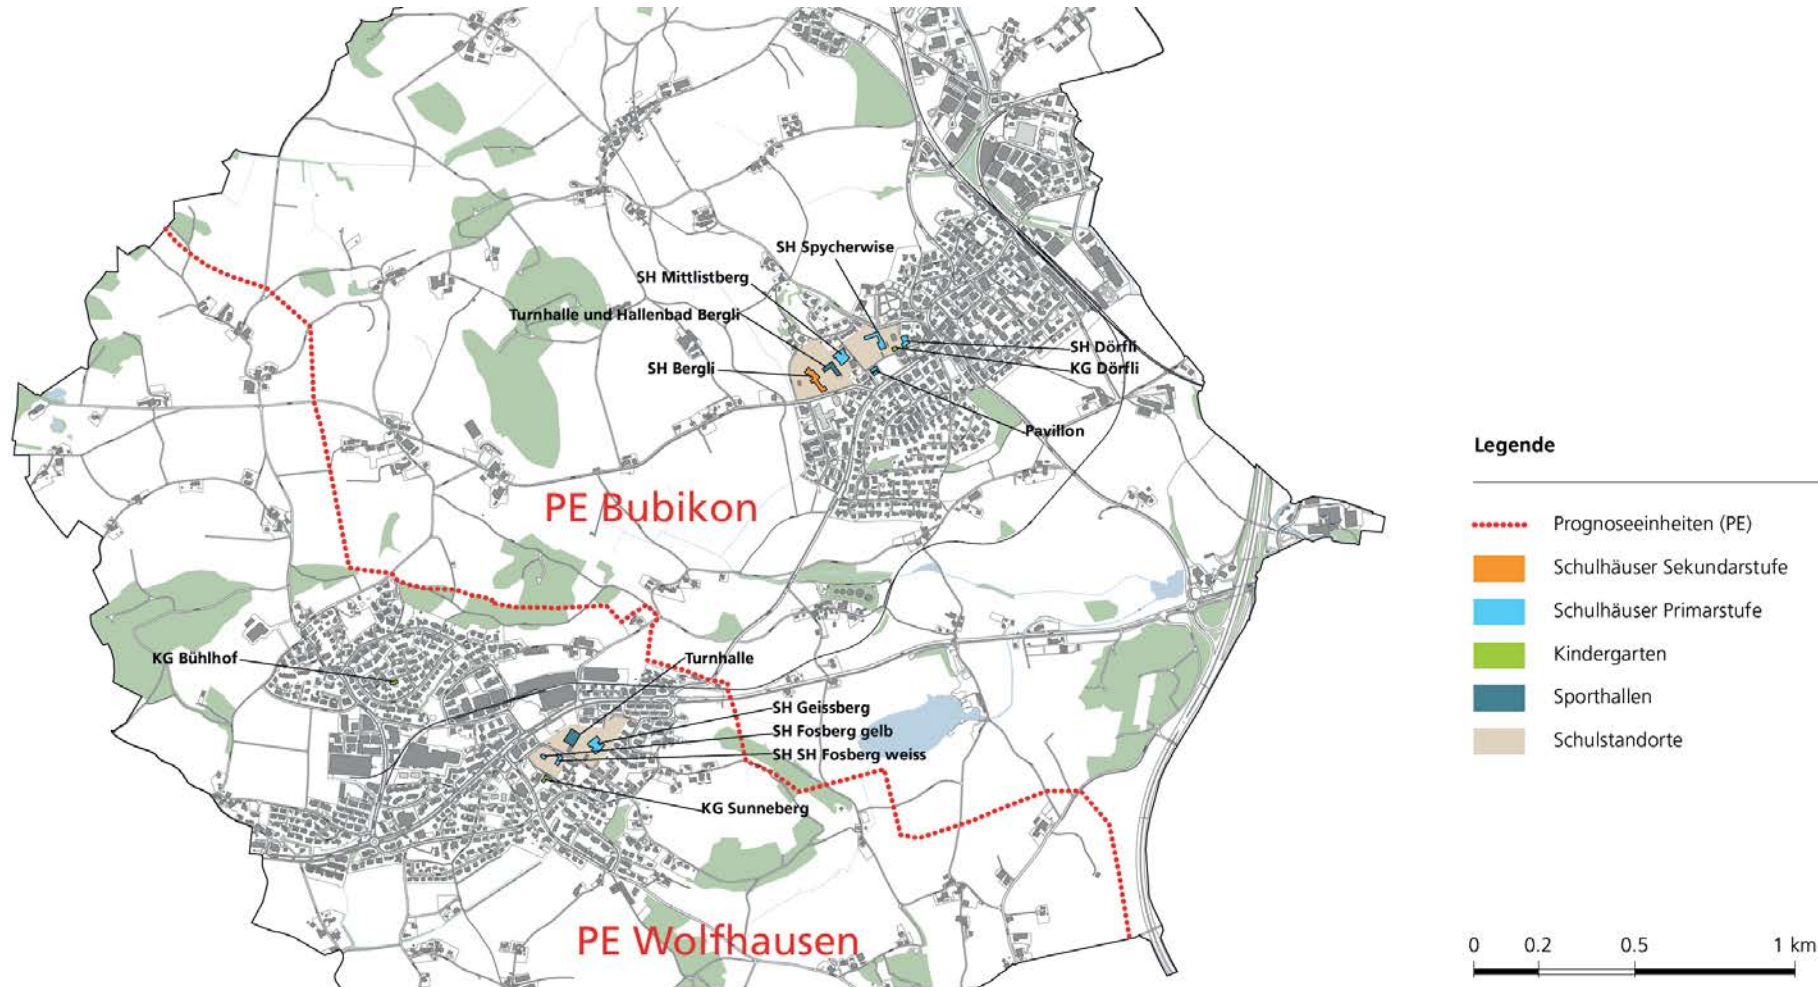 SH Spycherwise
SH Mittlistberg
Turnhalle und Hallenbad Bergli
SH Bergli
SH Dörfli
KG Dörfli
Pavillon
PE Bubikon
KG Bühlhof
Turnhalle
SH Geissberg
SH Fosberg gelb
SH SH Fosberg weiss
KG Sunneberg
PE Wolfhausen
Legende
Prognoseeinheiten (PE)
Schulhäuser Sekundarstufe
Schulhäuser Primarstufe
Kindergarten
Sporthallen
Schulstandorte
0 0.2 0.5 1 km